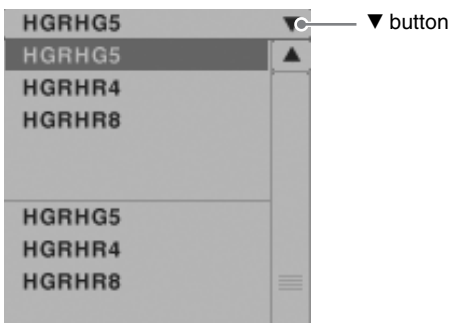 HGRHG5 ▼ ▼ button
HGRHG5 ▲
HGRHR4
HGRHR8
HGRHG5
HGRHR4
HGRHR8